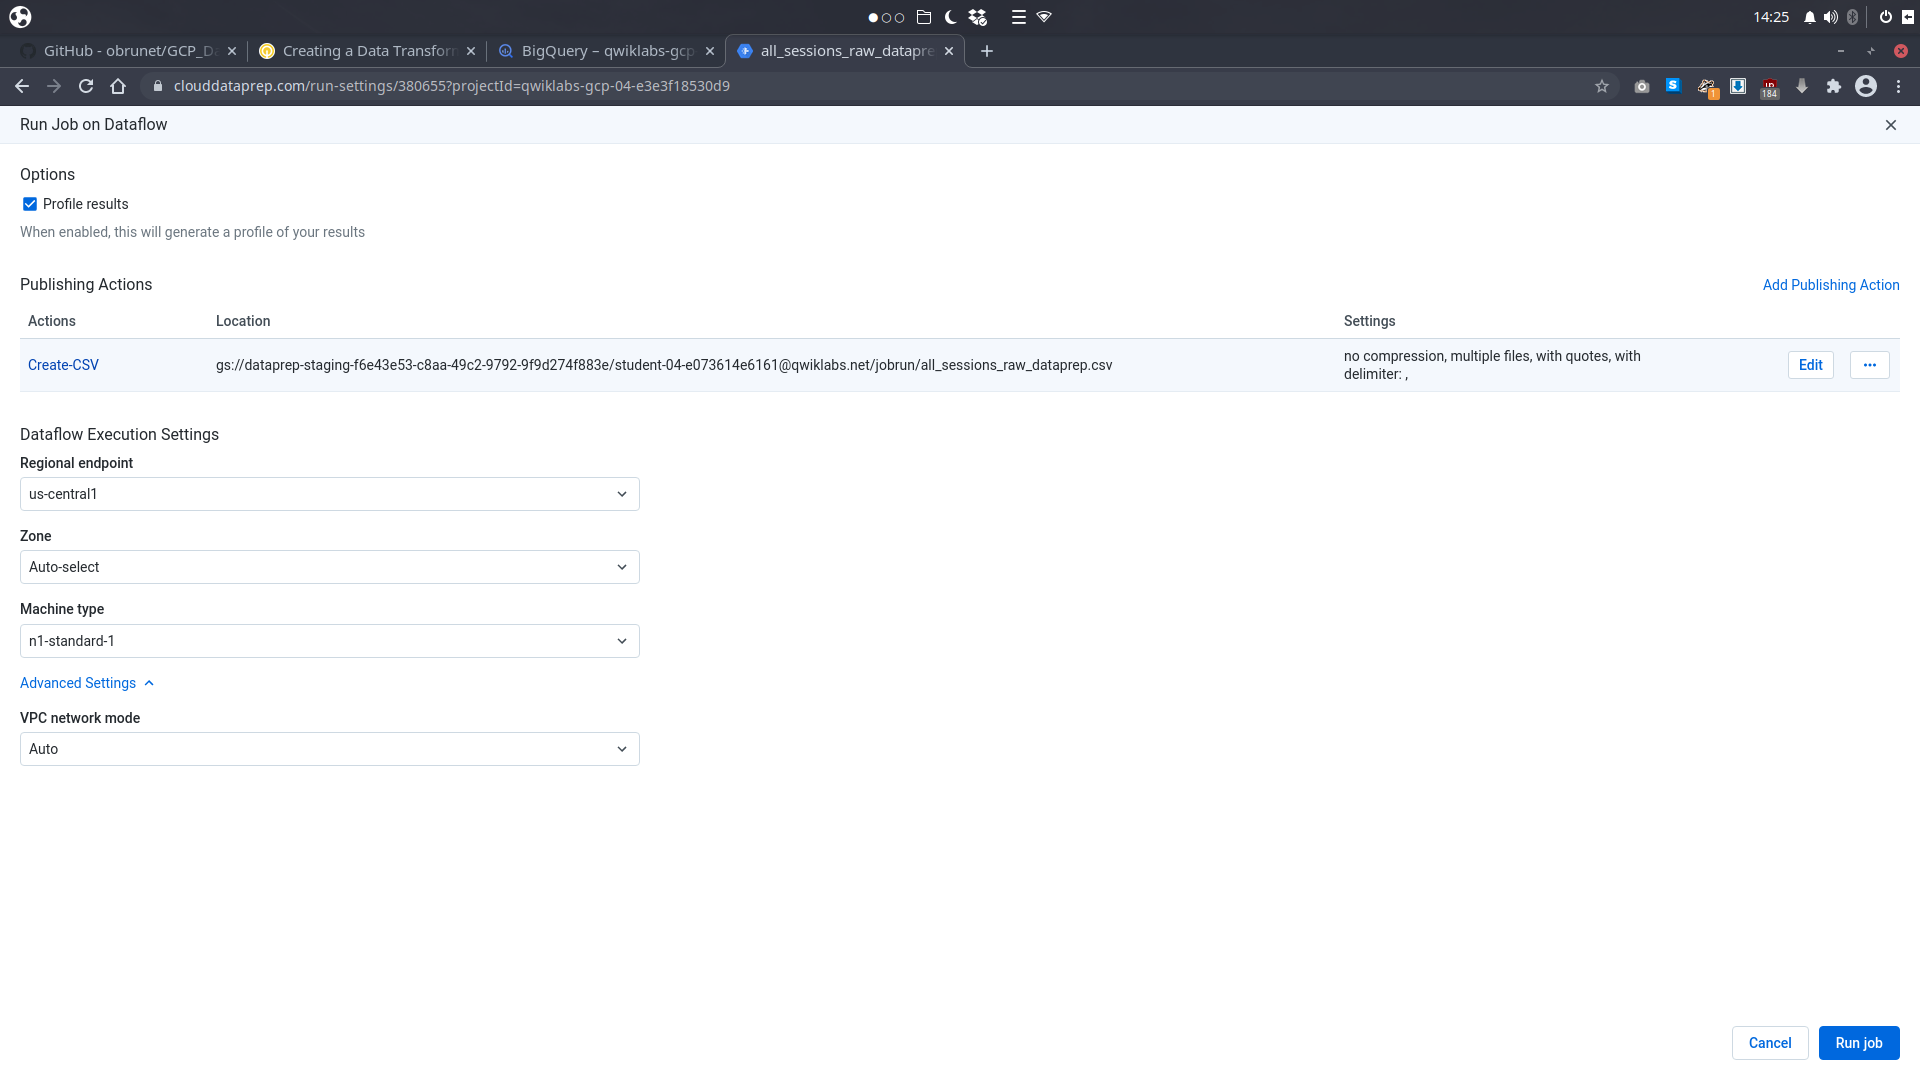 14:25
GitHub - obrunet/GCP_Da
Creating a Data Transforr
BigQuery – qwiklabs-gcp
all_sessions_raw_datapre
clouddataprep.com/run-settings/380655?projectId=qwiklabs-gcp-04-e3e3f18530d9
S
1
184
Run Job on Dataflow
Options
Profile results
When enabled, this will generate a profile of your results
Publishing Actions
Add Publishing Action
Actions Location Settings
Create-CSV gs://dataprep-staging-f6e43e53-c8aa-49c2-9792-9f9d274f883e/student-04-e073614e6161@qwiklabs.net/jobrun/all_sessions_raw_dataprep.csv no compression, multiple files, with quotes, with
delimiter: ,
Edit
Dataflow Execution Settings
Regional endpoint
us-central1
Zone
Auto-select
Machine type
n1-standard-1
Advanced Settings
VPC network mode
Auto
Cancel
Run job